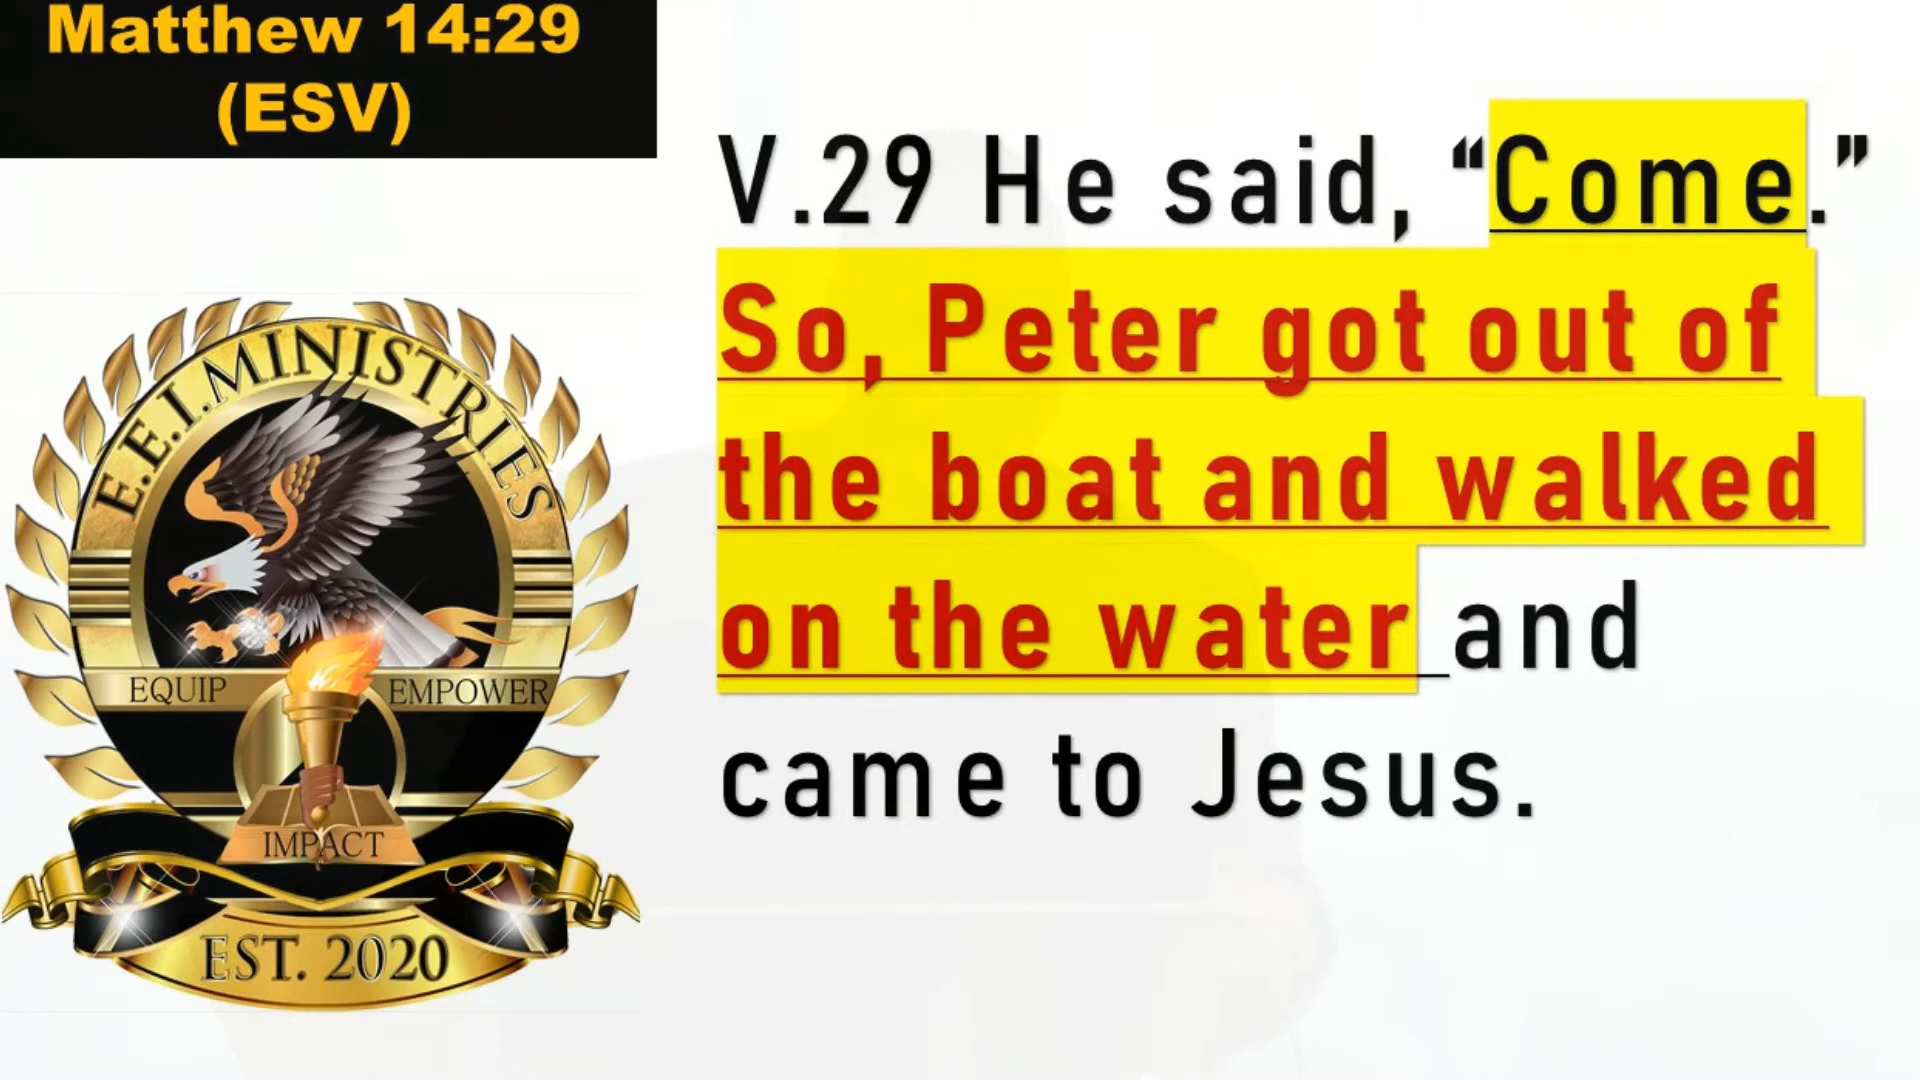 Matthew 14:29
(ESV)
V.29 He said, “Come.”
So, Peter got out of
the boat and walked
on the water and
came to Jesus.
E.E.I.MINISTRIES
EQUIP EMPOWER
IMPACT
EST. 2020